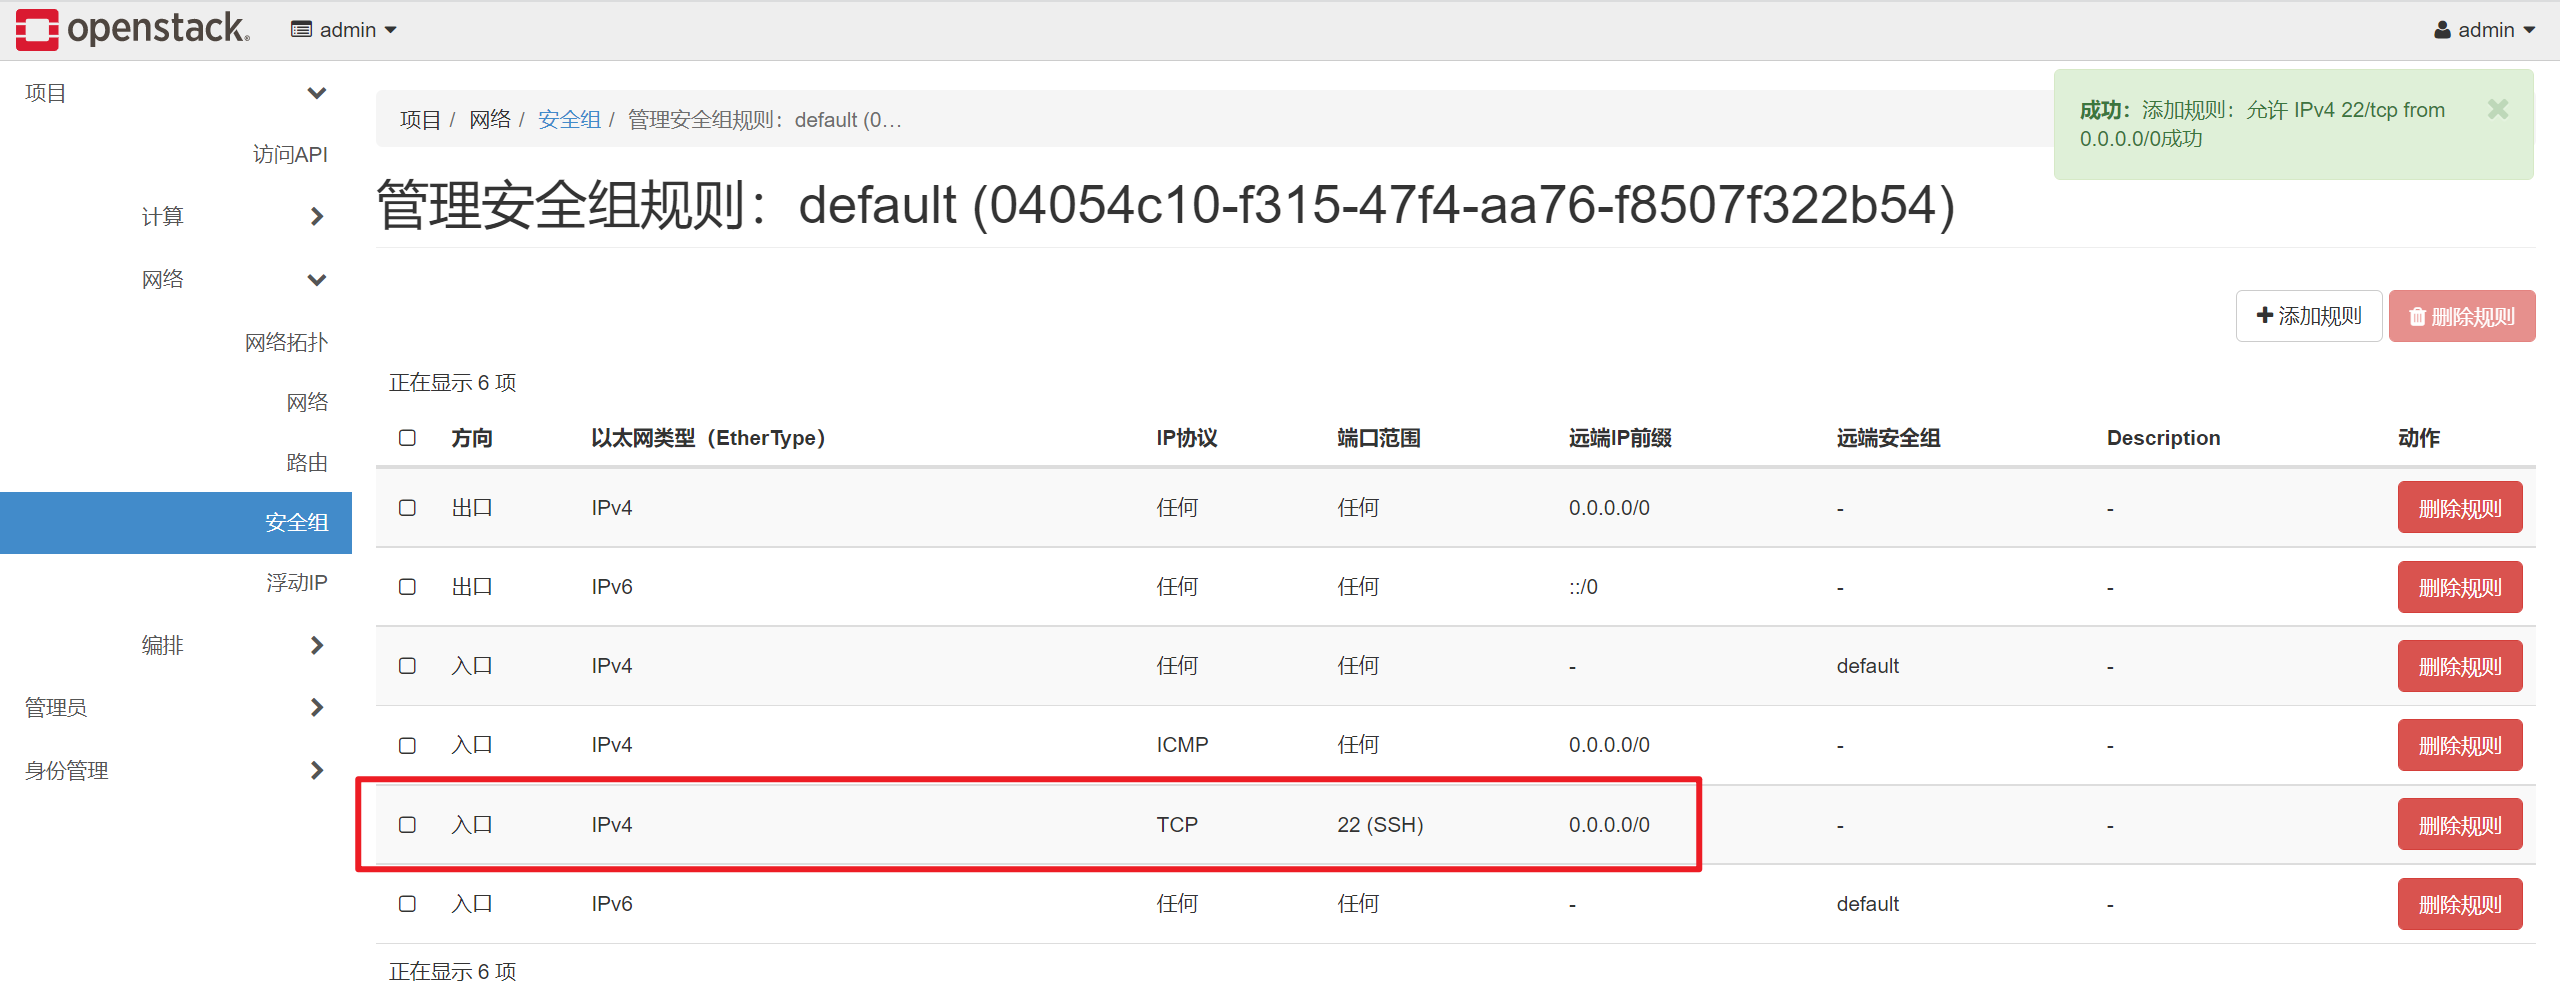 openstack. admin admin
项目
访问API
计算
网络
网络拓扑
网络
路由
安全组
浮动IP
编排
管理员
身份管理
项目 / 网络 / 安全组 / 管理安全组规则：default (0…
成功：添加规则：允许 IPv4 22/tcp from
0.0.0.0/0成功
管理安全组规则：default (04054c10-f315-47f4-aa76-f8507f322b54)
添加规则 删除规则
正在显示 6 项
方向 以太网类型（EtherType） IP协议 端口范围 远端IP前缀 远端安全组 Description 动作
出口 IPv4 任何 任何 0.0.0.0/0 - - 删除规则
出口 IPv6 任何 任何 ::/0 - - 删除规则
入口 IPv4 任何 任何 - default - 删除规则
入口 IPv4 ICMP 任何 0.0.0.0/0 - - 删除规则
入口 IPv4 TCP 22 (SSH) 0.0.0.0/0 - - 删除规则
入口 IPv6 任何 任何 - default - 删除规则
正在显示 6 项